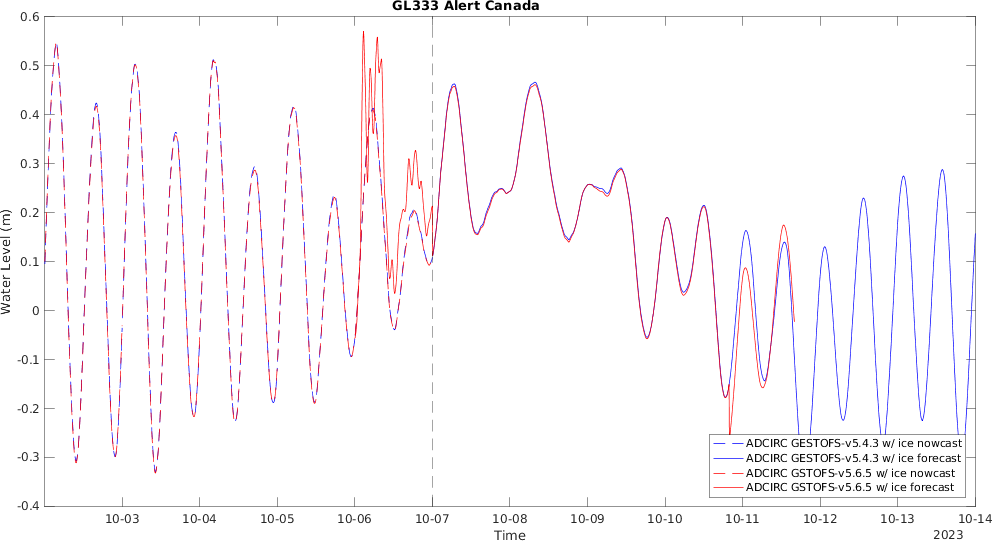 GL333 Alert Canada
0.6
0.5
0.4
0.3
0.2
0.1
0
-0.1
-0.2
-0.3
-0.4
Water Level (m)
ADCIRC GESTOFS-v5.4.3 w/ ice nowcast
ADCIRC GESTOFS-v5.4.3 w/ ice forecast
ADCIRC GSTOFS-v5.6.5 w/ ice nowcast
ADCIRC GSTOFS-v5.6.5 w/ ice forecast
10-03 10-04 10-05 10-06 10-07 10-08 10-09 10-10 10-11 10-12 10-13 10-14
Time
2023